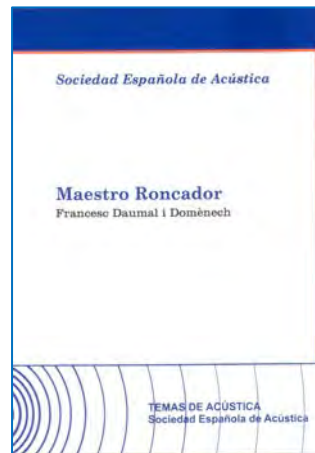 Sociedad Española de Acústica
Maestro Roncador
Francesc Daumal i Domènech
TEMAS DE ACÚSTICA
Sociedad Española de Acústica